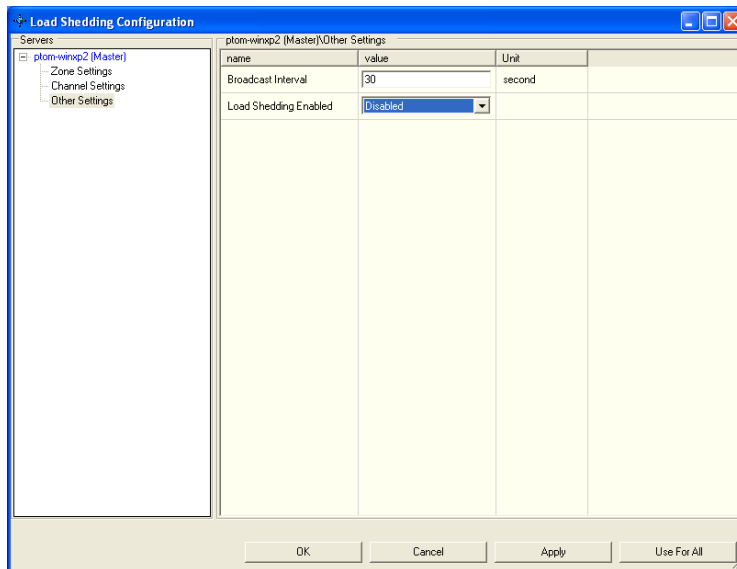 Load Shedding Configuration
Servers
ptom-winxp2 (Master)
Zone Settings
Channel Settings
Other Settings
ptom-winxp2 (Master)\Other Settings
name value Unit
Broadcast Interval 30 second
Load Shedding Enabled Disabled
OK Cancel Apply Use For All